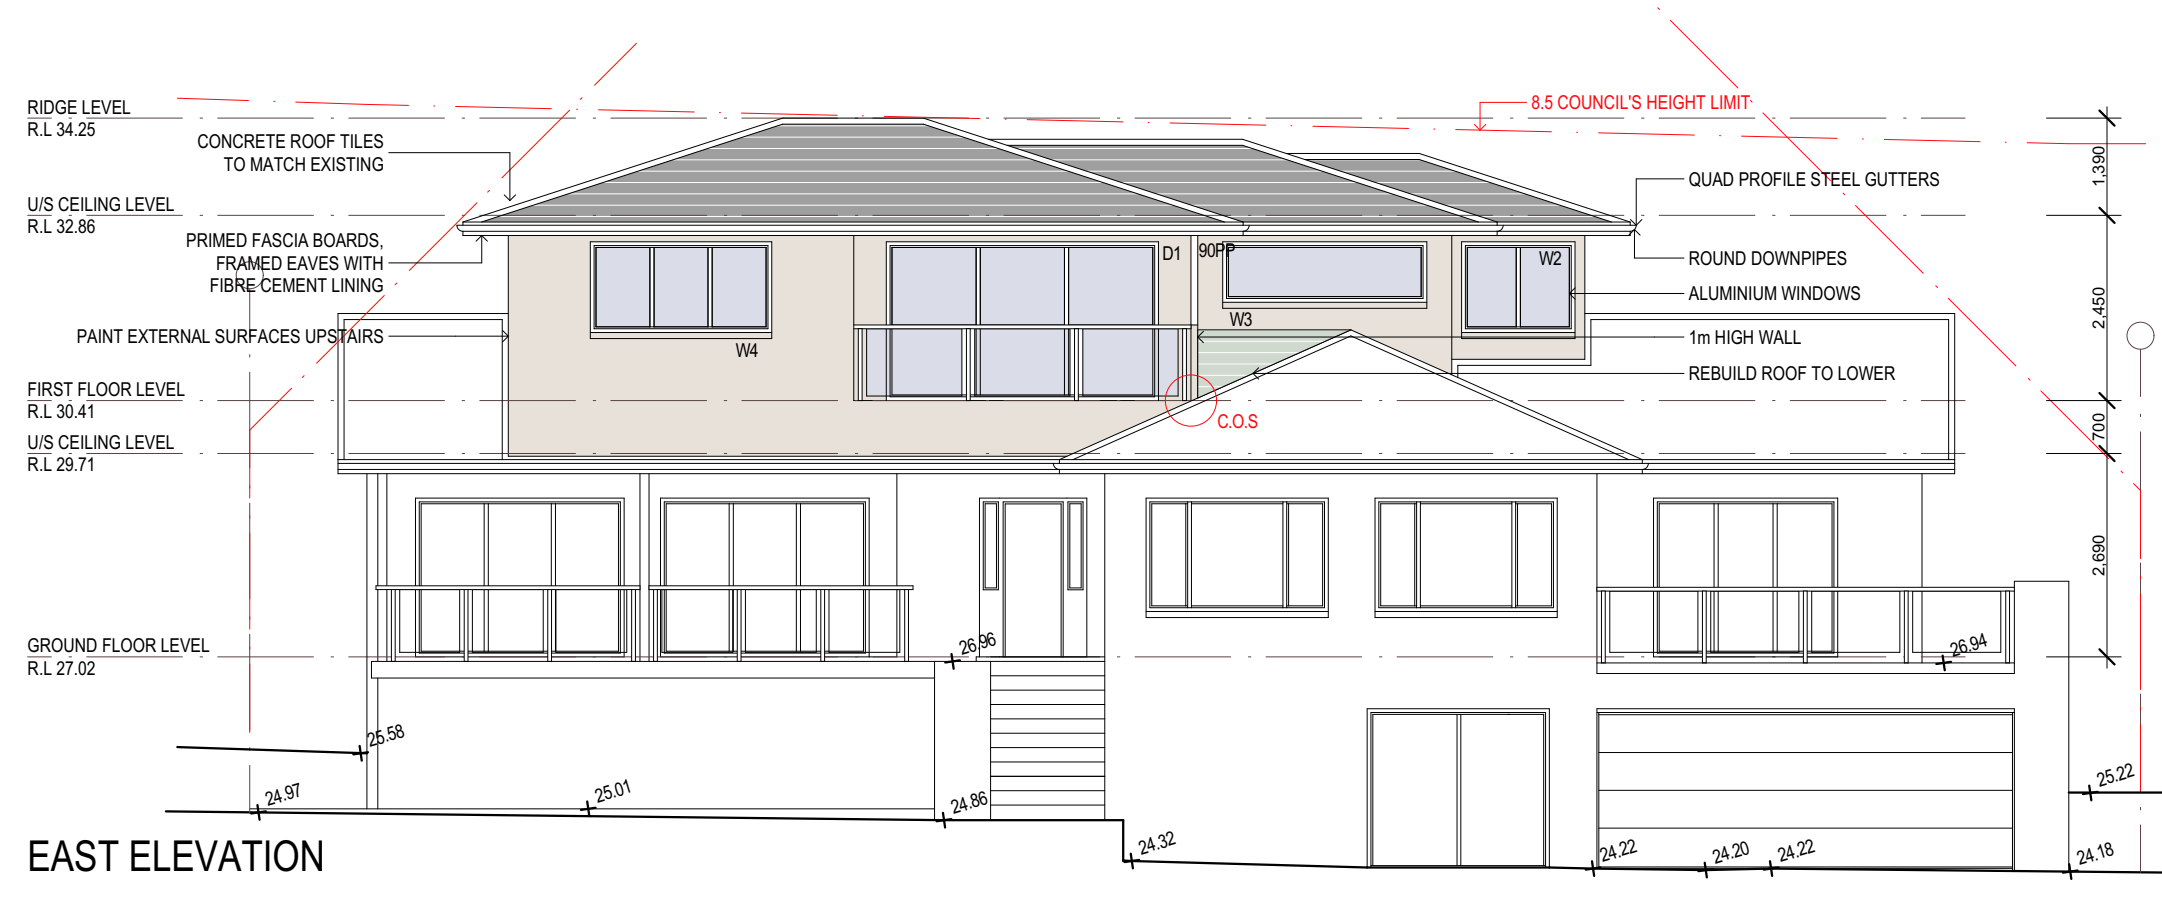 RIDGE LEVEL
R.L 34.25
CONCRETE ROOF TILES
TO MATCH EXISTING
U/S CEILING LEVEL
R.L 32.86
PRIMED FASCIA BOARDS,
FRAMED EAVES WITH
FIBRE CEMENT LINING
PAINT EXTERNAL SURFACES UPSTAIRS
FIRST FLOOR LEVEL
R.L 30.41
U/S CEILING LEVEL
R.L 29.71
GROUND FLOOR LEVEL
R.L 27.02
8.5 COUNCIL'S HEIGHT LIMIT
QUAD PROFILE STEEL GUTTERS
ROUND DOWNPIPES
ALUMINIUM WINDOWS
1m HIGH WALL
REBUILD ROOF TO LOWER
W4
D1
90PP
W3
W2
C.O.S
1,390
2,450
700
2,690
26.96
26.94
25.58
24.97
25.01
24.86
24.32
24.22
24.20
24.22
25.22
24.18
EAST ELEVATION